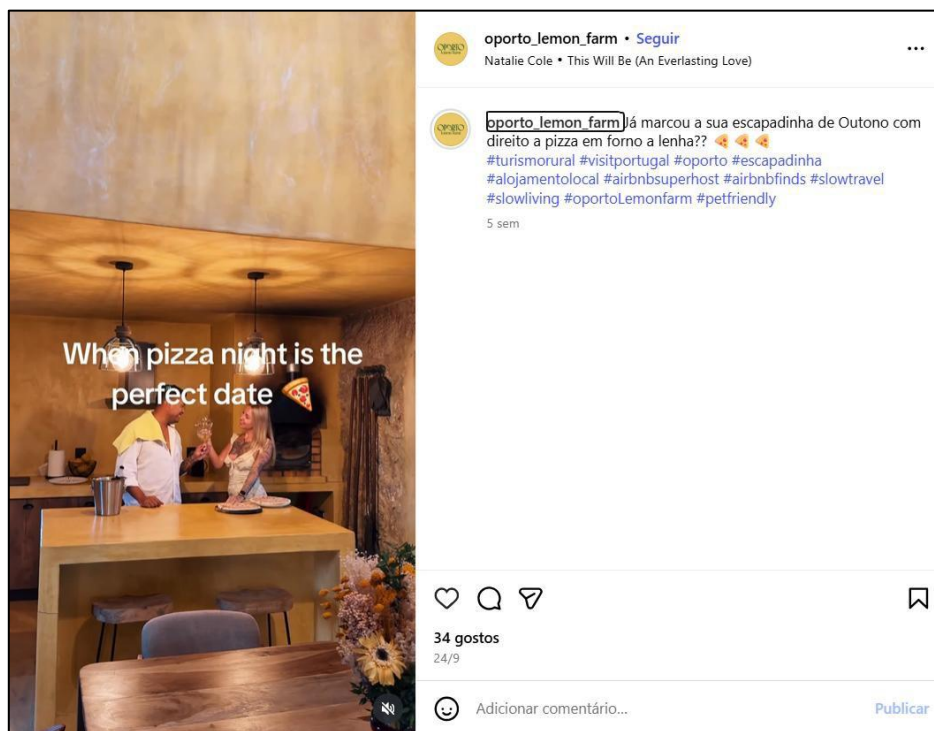 When pizza night is the
perfect date 🍕
OPORTO
oporto_lemon_farm • Seguir
Natalie Cole • This Will Be (An Everlasting Love)
OPORTO
oporto_lemon_farm Já marcou a sua escapadinha de Outono com
direito a pizza em forno a lenha?? 🍕 🍕 🍕
#turismorural #visitportugal #oporto #escapadinha
#alojamentolocal #airbnbsuperhost #airbnbfinds #slowtravel
#slowliving #oportoLemonfarm #petfriendly
5 sem
34 gostos
24/9
Adicionar comentário...
Publicar